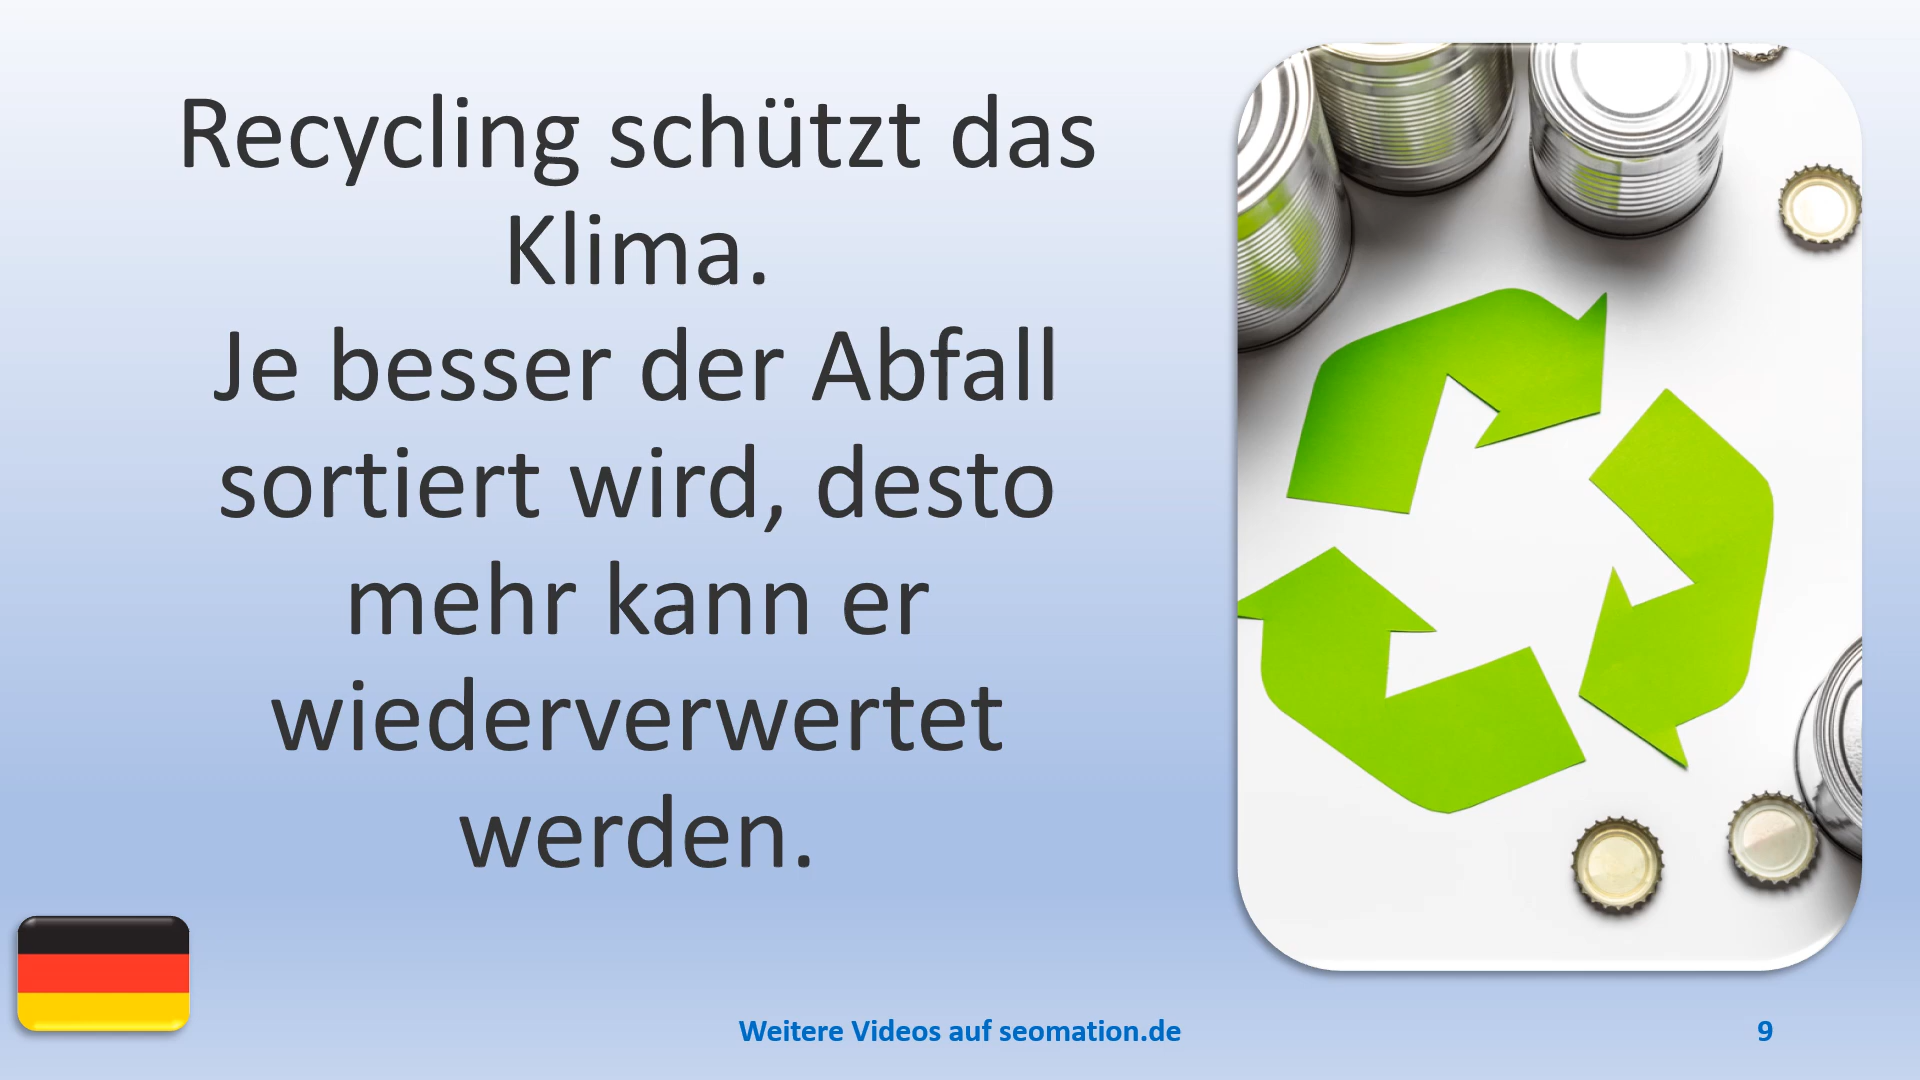 Recycling schützt das
Klima.
Je besser der Abfall
sortiert wird, desto
mehr kann er
wiederverwertet
werden.
Weitere Videos auf seomation.de
9